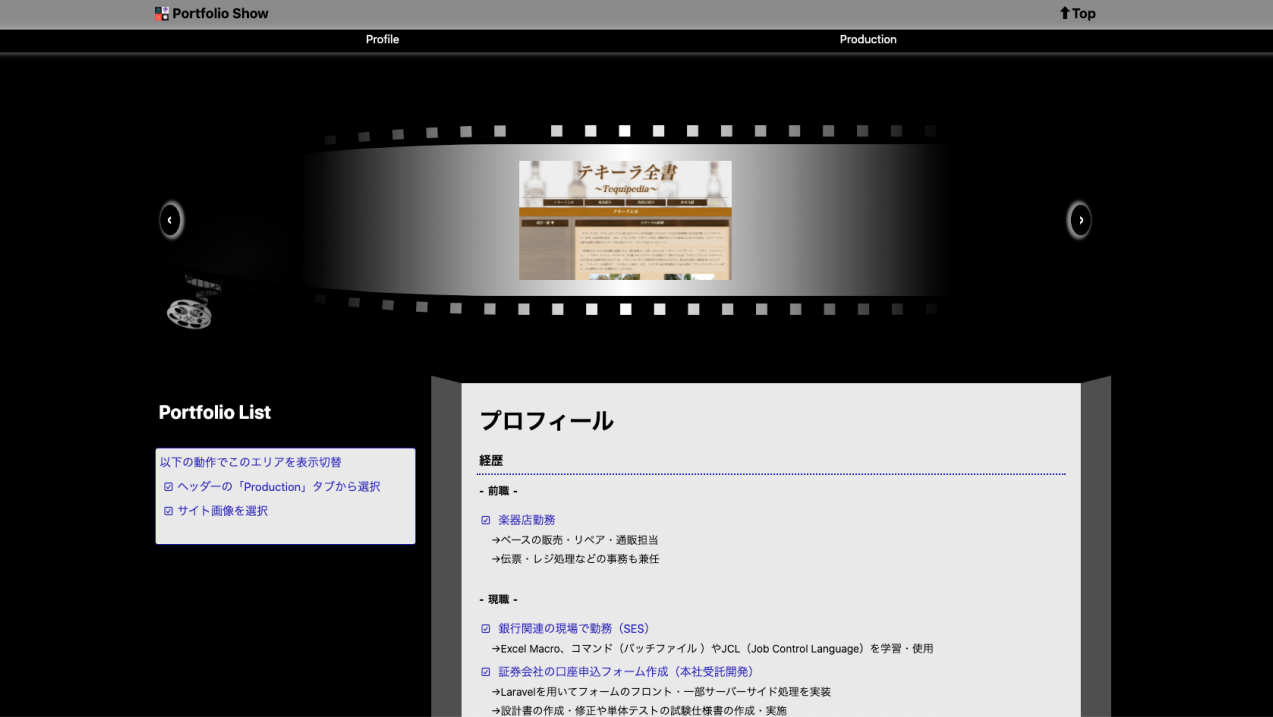 Portfolio Show
Top
Profile
Production
テキーラ全書
～Tequipedia～
Portfolio List
以下の動作でこのエリアを表示切替
ヘッダーの「Production」タブから選択
サイト画像を選択
プロフィール
経歴
- 前職 -
楽器店勤務
→ベースの販売・リペア・通販担当
→伝票・レジ処理などの事務も兼任
- 現職 -
銀行関連の現場で勤務（SES）
→Excel Macro、コマンド（バッチファイル ）やJCL（Job Control Language）を学習・使用
証券会社の口座申込フォーム作成（本社受託開発）
→Laravelを用いてフォームのフロント・一部サーバーサイド処理を実装
→設計書の作成・修正や単体テストの試験仕様書の作成・実施